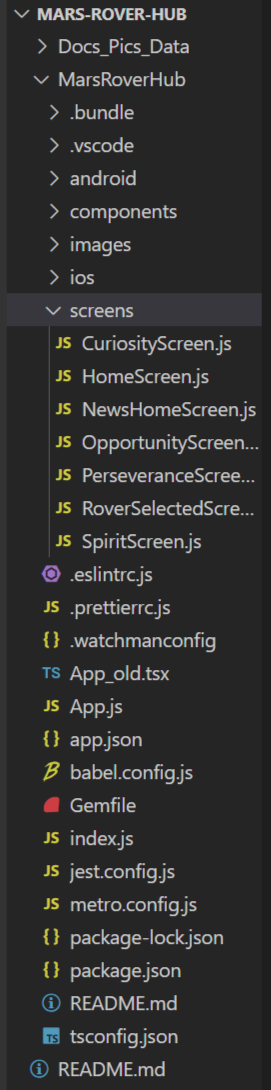 MARS-ROVER-HUB
Docs_Pics_Data
MarsRoverHub
.bundle
.vscode
android
components
images
ios
screens
JS CuriosityScreen.js
JS HomeScreen.js
JS NewsHomeScreen.js
JS OpportunityScreen...
JS PerseveranceScree...
JS RoverSelectedScre...
JS SpiritScreen.js
.eslintrc.js
JS .prettierrc.js
{} .watchmanconfig
TS App_old.tsx
JS App.js
{} app.json
babel.config.js
Gemfile
JS index.js
JS jest.config.js
JS metro.config.js
{} package-lock.json
{} package.json
README.md
TS tsconfig.json
README.md